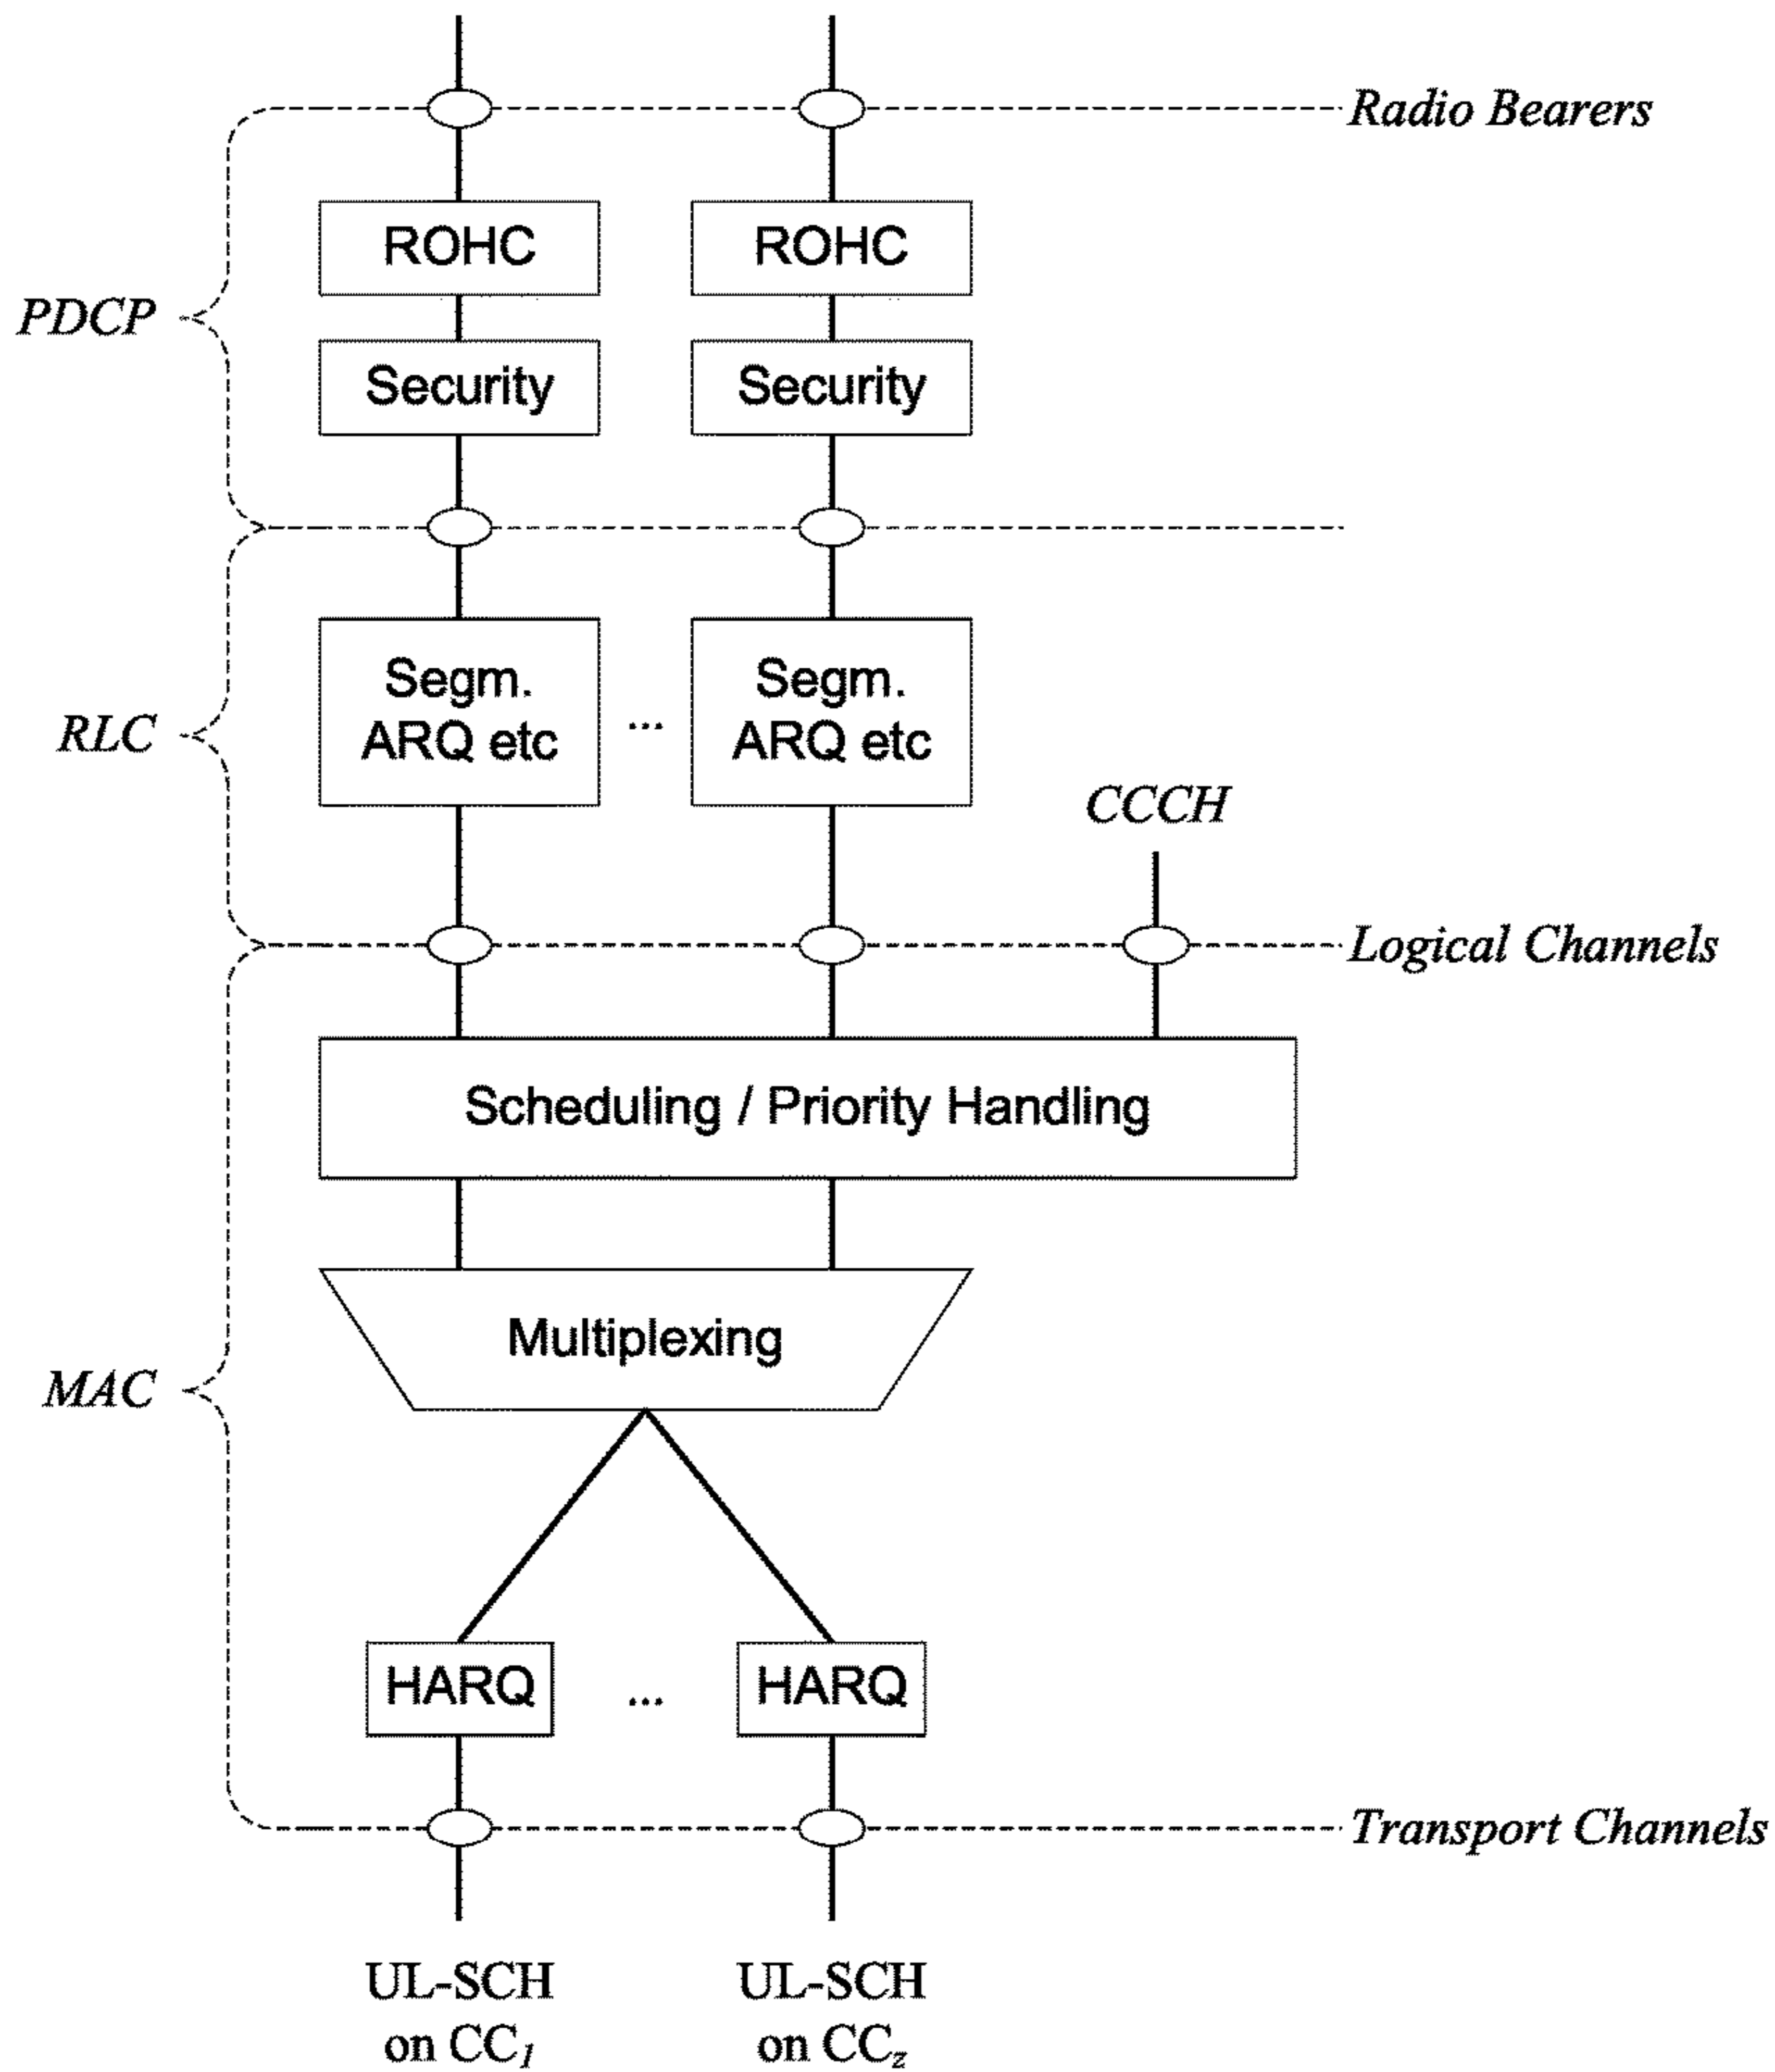 Radio Bearers
ROHC
ROHC
PDCP
Security
Security
Segm.
ARQ etc
...
Segm.
ARQ etc
RLC
CCCH
Logical Channels
Scheduling / Priority Handling
Multiplexing
MAC
HARQ
...
HARQ
Transport Channels
UL-SCH
on CC1
UL-SCH
on CCz